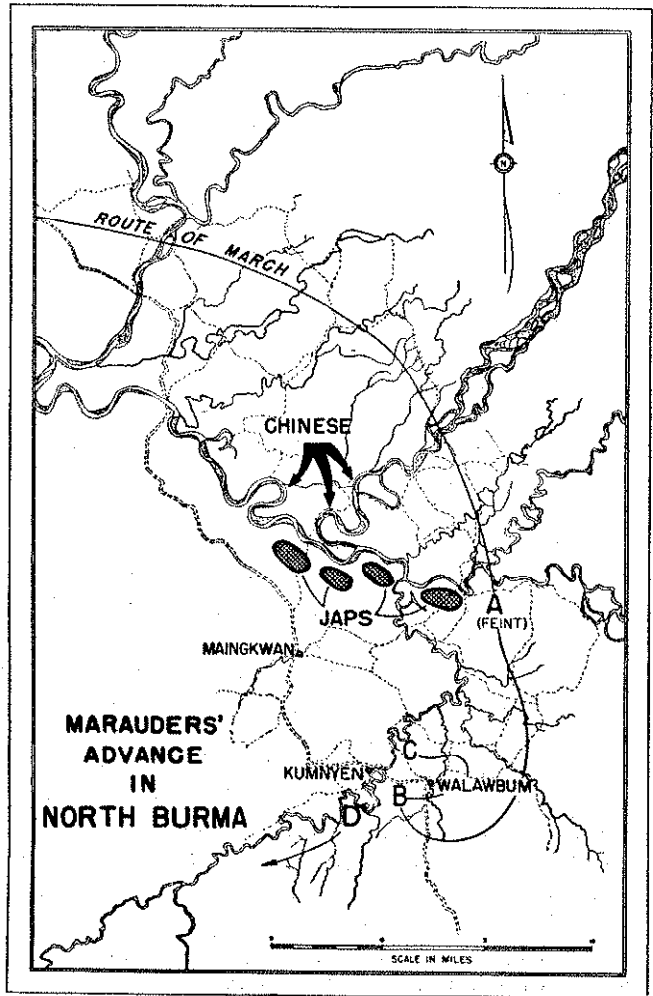 N
ROUTE OF MARCH
CHINESE
JAPS
A
(FEINT)
MAINGKWAN
MARAUDERS'
ADVANCE
IN
NORTH BURMA
C
KUMNYEN
WALAWBUM
B
D
SCALE IN MILES